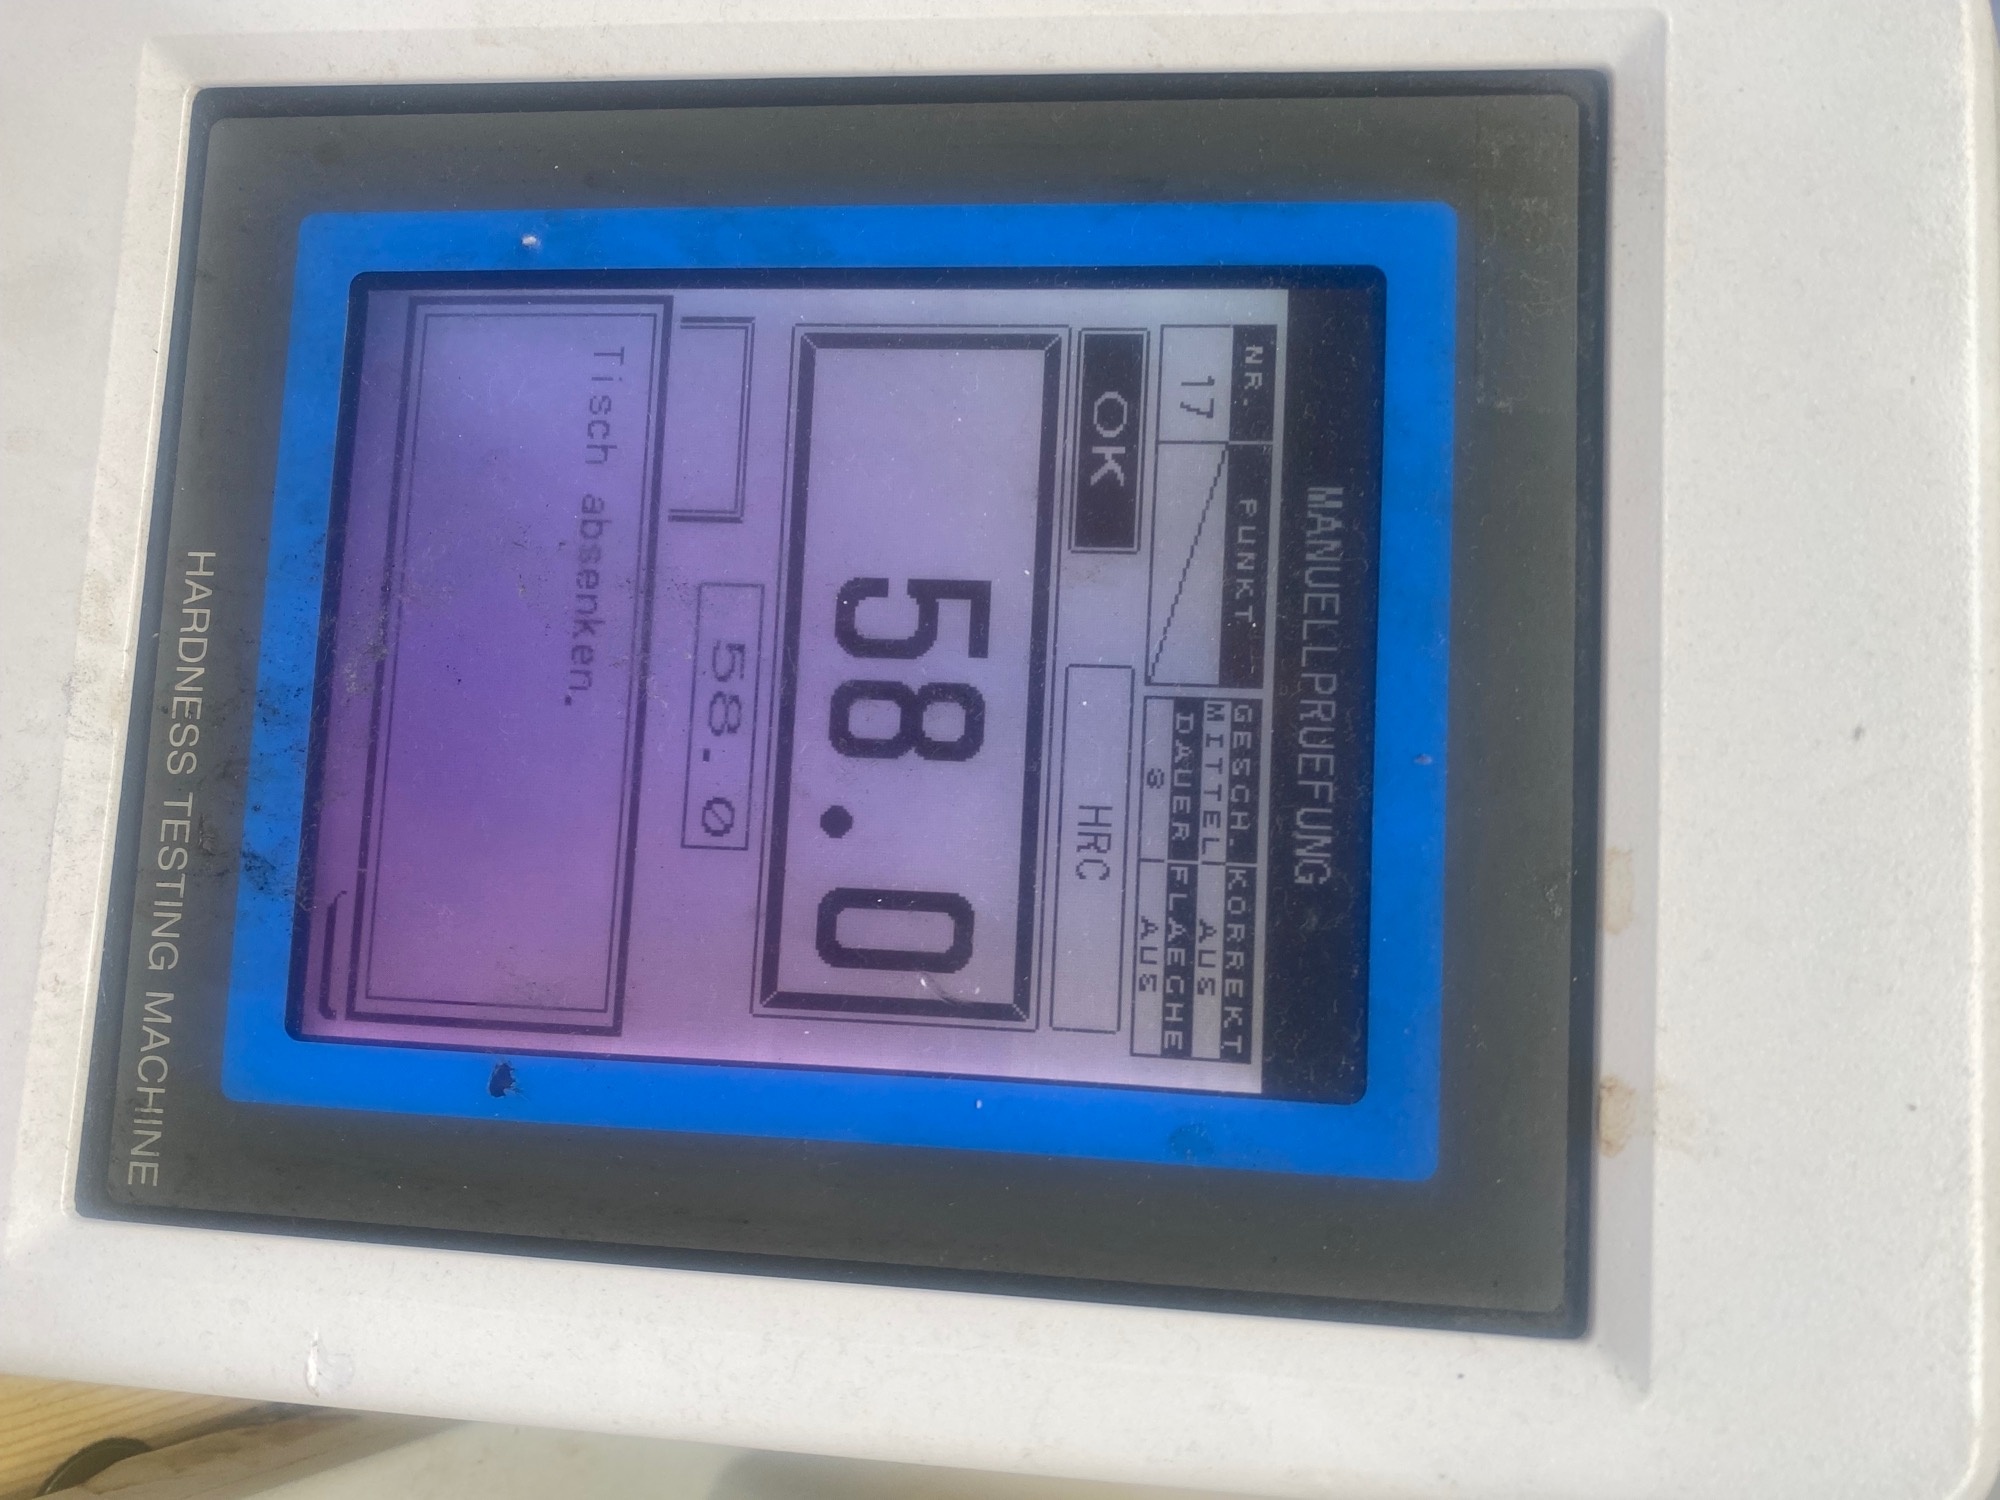 MANUELLPRUEFUNG
NR. PUNKT GESCH. KORREKT
17 MITTEL AUS
DAUER FLAECHE
AUS
OK HRC
58.0
58.0
Tisch absenken.
HARDNESS TESTING MACHINE